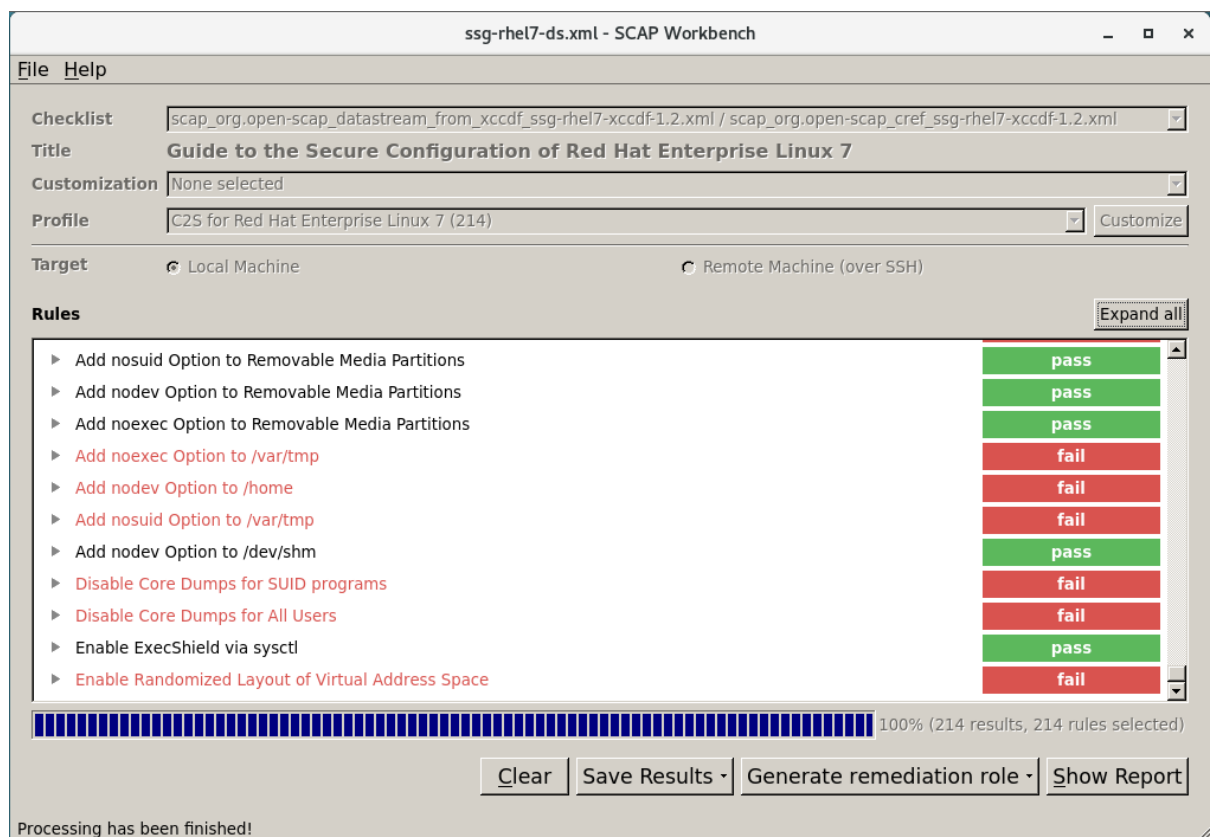 ssg-rhel7-ds.xml - SCAP Workbench
File Help
Checklist scap_org.open-scap_datastream_from_xccdf_ssg-rhel7-xccdf-1.2.xml / scap_org.open-scap_cref_ssg-rhel7-xccdf-1.2.xml
Title Guide to the Secure Configuration of Red Hat Enterprise Linux 7
Customization None selected
Profile C2S for Red Hat Enterprise Linux 7 (214) Customize
Target Local Machine Remote Machine (over SSH)
Rules Expand all
Add nosuid Option to Removable Media Partitions pass
Add nodev Option to Removable Media Partitions pass
Add noexec Option to Removable Media Partitions pass
Add noexec Option to /var/tmp fail
Add nodev Option to /home fail
Add nosuid Option to /var/tmp fail
Add nodev Option to /dev/shm pass
Disable Core Dumps for SUID programs fail
Disable Core Dumps for All Users fail
Enable ExecShield via sysctl pass
Enable Randomized Layout of Virtual Address Space fail
100% (214 results, 214 rules selected)
Clear Save Results Generate remediation role Show Report
Processing has been finished!